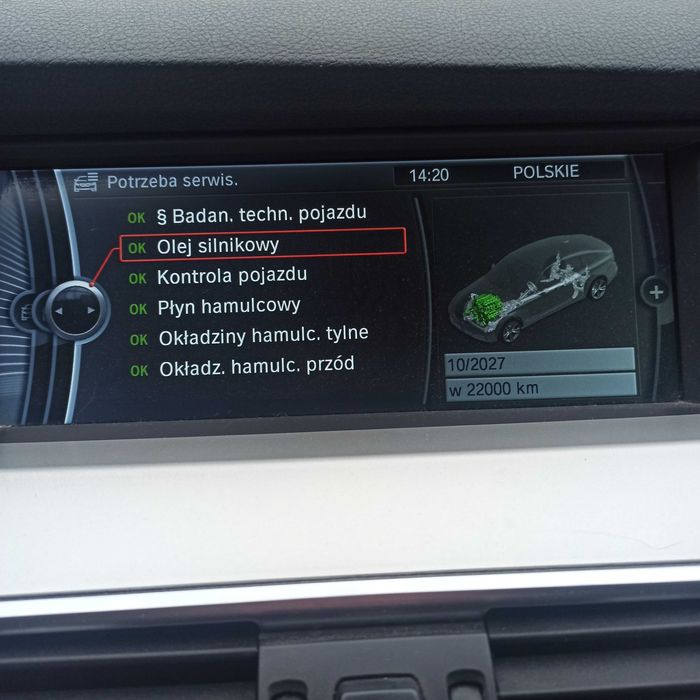 Potrzeba serwis.
14:20
POLSKIE
OK § Badan. techn. pojazdu
OK Olej silnikowy
OK Kontrola pojazdu
OK Płyn hamulcowy
OK Okładziny hamulc. tylne
OK Okładz. hamulc. przód
10/2027
w 22000 km